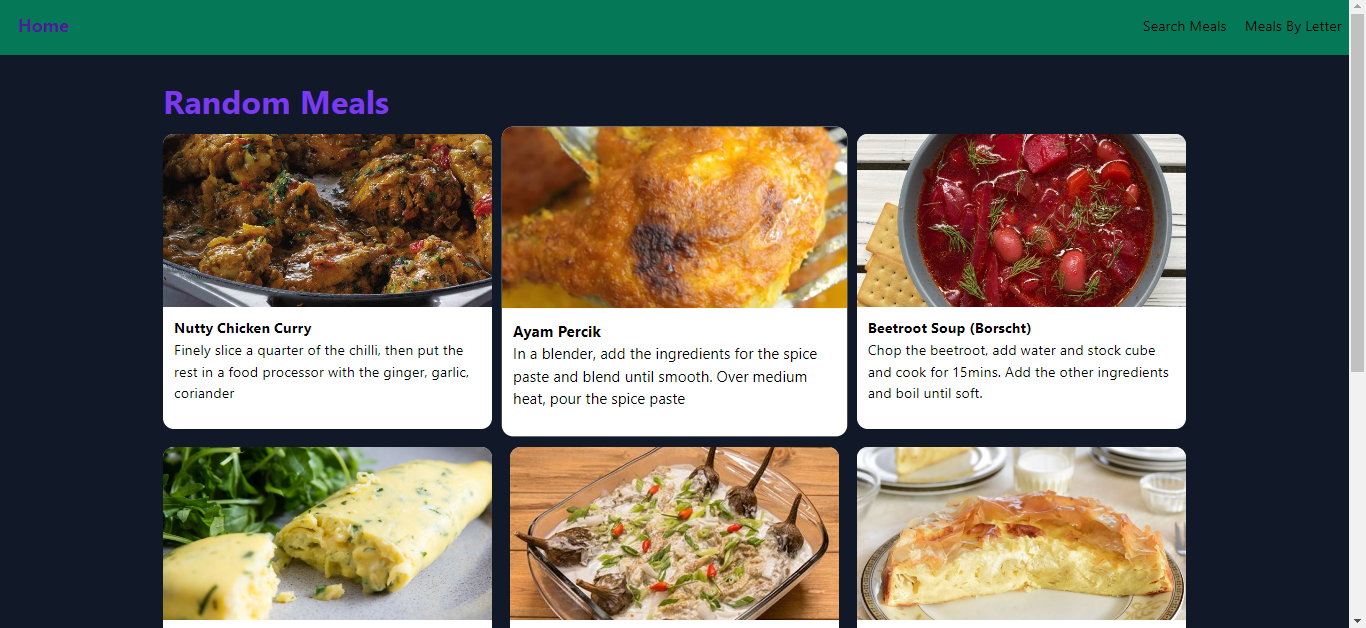 Home
Search Meals
Meals By Letter
Random Meals
Nutty Chicken Curry
Finely slice a quarter of the chilli, then put the
rest in a food processor with the ginger, garlic,
coriander
Ayam Percik
In a blender, add the ingredients for the spice
paste and blend until smooth. Over medium
heat, pour the spice paste
Beetroot Soup (Borscht)
Chop the beetroot, add water and stock cube
and cook for 15mins. Add the other ingredients
and boil until soft.